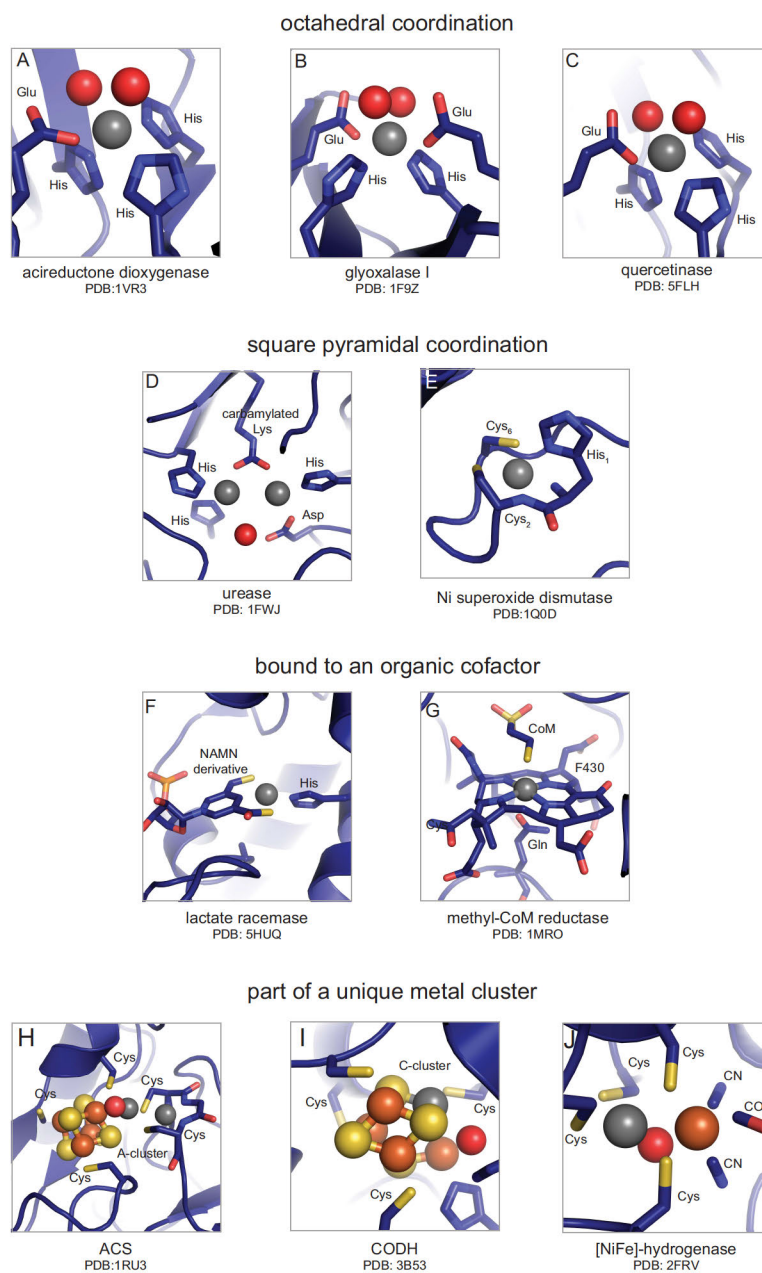 octahedral coordination
A
Glu
His
His
His
acireductone dioxygenase
PDB:1VR3
B
Glu
Glu
His
His
glyoxalase I
PDB: 1F9Z
C
Glu
His
His
His
quercetinase
PDB: 5FLH
square pyramidal coordination
D
carbamylated
Lys
His
His
His
Asp
urease
PDB: 1FWJ
E
Cys6
His1
Cys2
Ni superoxide dismutase
PDB:1Q0D
bound to an organic cofactor
F
NAMN
derivative
His
lactate racemase
PDB: 5HUQ
G
CoM
F430
Cy
Gln
methyl-CoM reductase
PDB: 1MRO
part of a unique metal cluster
H
Cys
Cys
Cys
Cys
A-cluster
Cys
ACS
PDB:1RU3
I
C-cluster
Cys
Cys
Cys
CODH
PDB: 3B53
J
Cys
Cys
CN
Cys
CO
CN
Cys
[NiFe]-hydrogenase
PDB: 2FRV